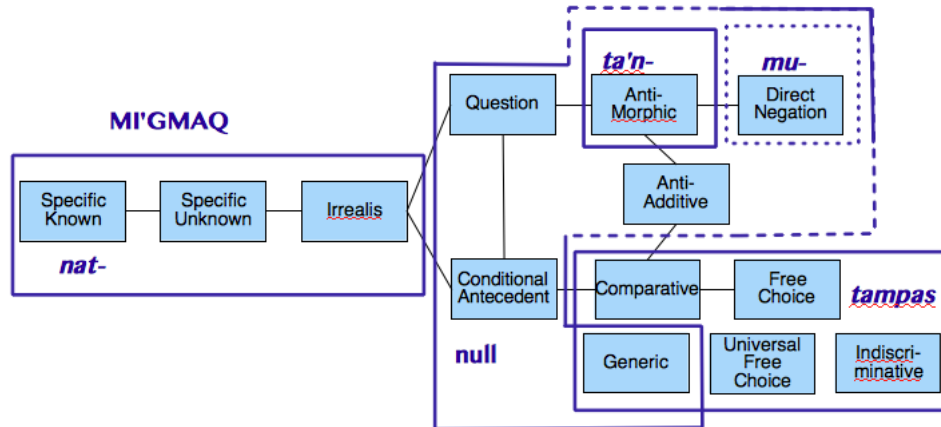 ta'n-
mu-
MI'GMAQ
Question
Anti-
Morphic
Direct
Negation
Specific
Known
Specific
Unknown
Irrealis
Anti-
Additive
nat-
Conditional
Antecedent
Comparative
Free
Choice
tampas
null
Generic
Universal
Free
Choice
Indiscri-
minative